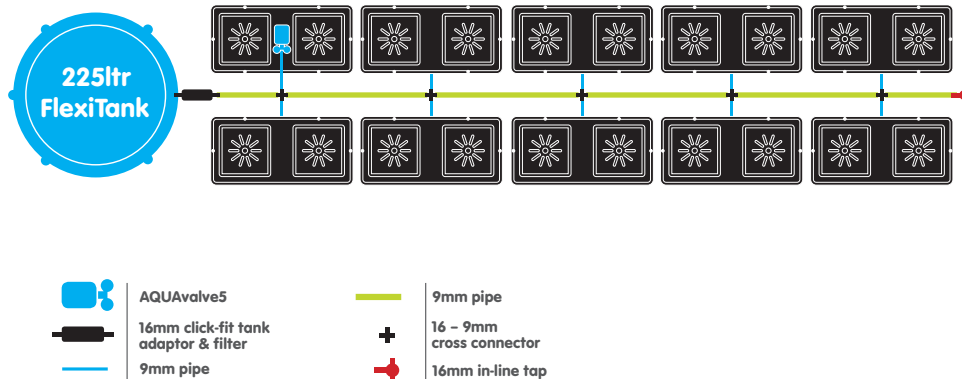 225ltr
FlexiTank
AQUAvalve5
16mm click-fit tank
adaptor & filter
9mm pipe
9mm pipe
16 – 9mm
cross connector
16mm in-line tap